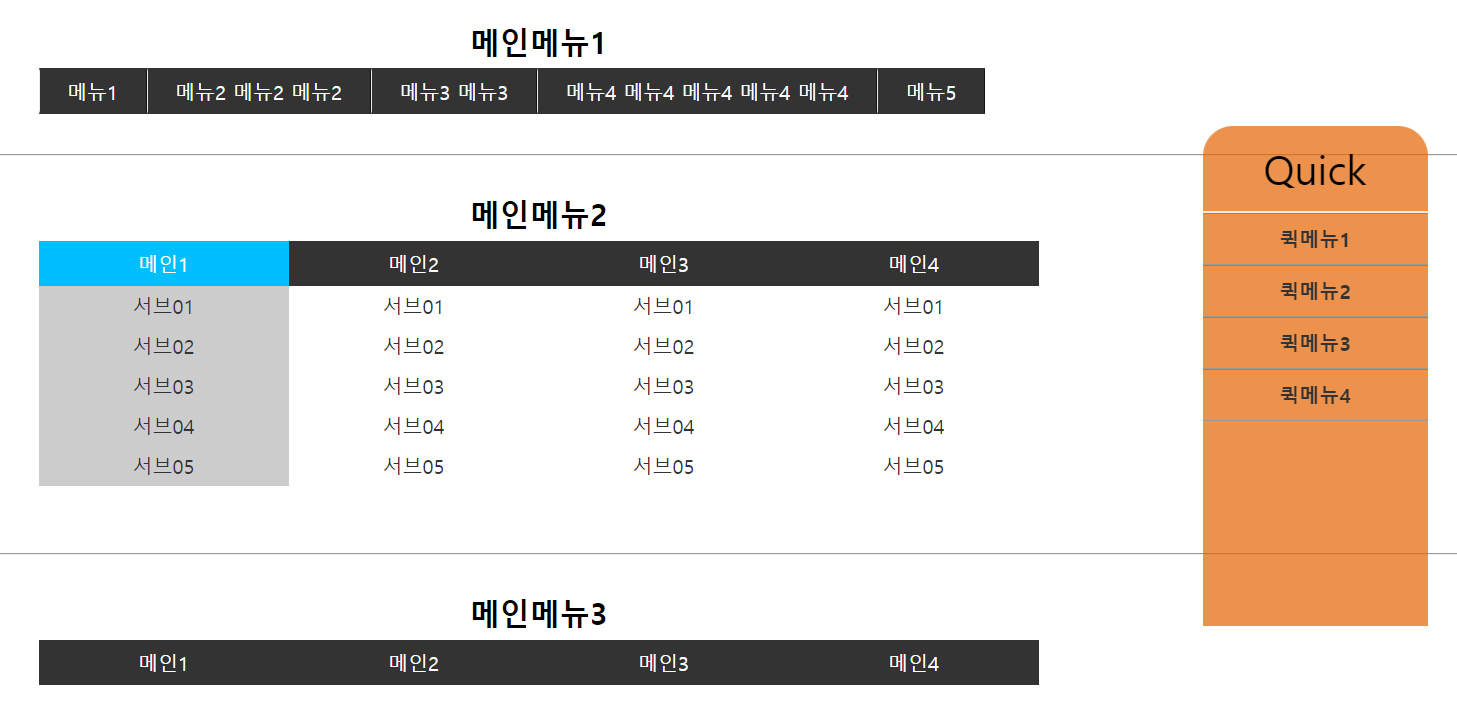 메인메뉴1
메뉴1 메뉴2 메뉴2 메뉴2 메뉴3 메뉴3 메뉴4 메뉴4 메뉴4 메뉴4 메뉴4 메뉴5
메인메뉴2
메인1 메인2 메인3 메인4
서브01 서브01 서브01 서브01
서브02 서브02 서브02 서브02
서브03 서브03 서브03 서브03
서브04 서브04 서브04 서브04
서브05 서브05 서브05 서브05
메인메뉴3
메인1 메인2 메인3 메인4
Quick
퀵메뉴1
퀵메뉴2
퀵메뉴3
퀵메뉴4